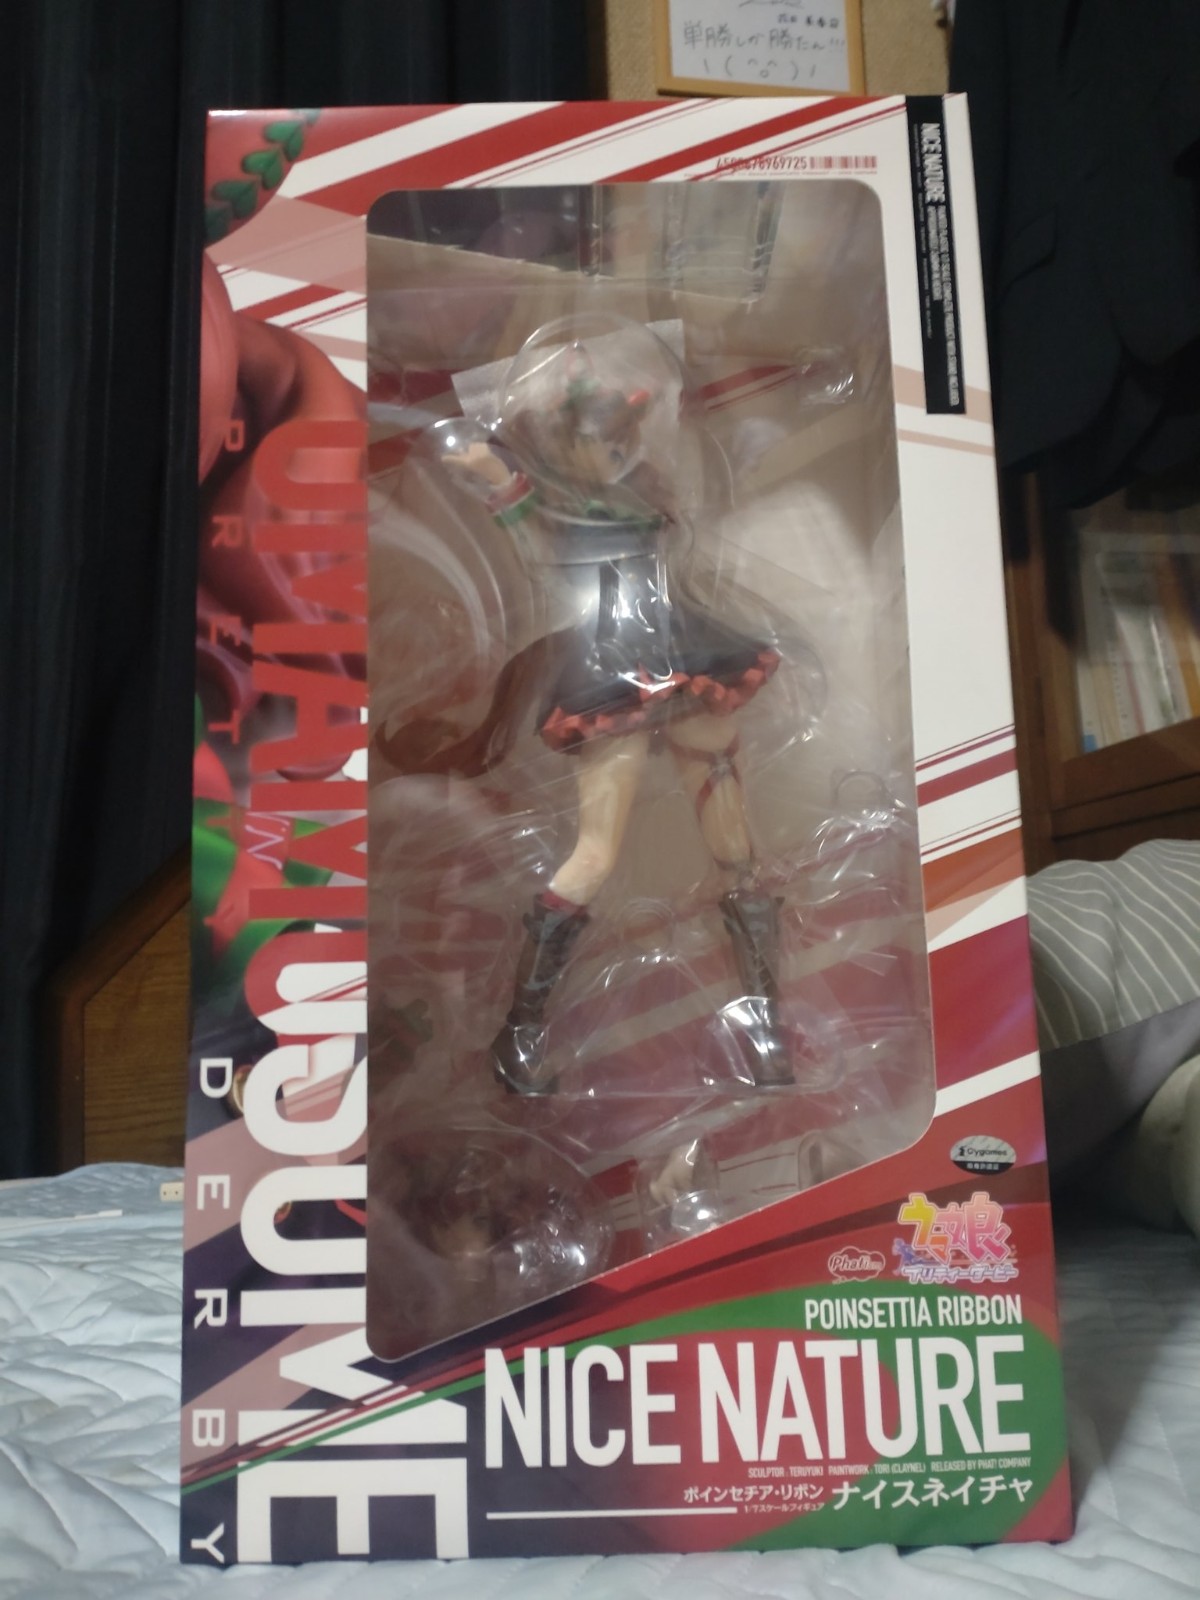 単勝しか勝たん!!!
NICE NATURE
UMAMUSUME
PRETTY DERBY
Cygames
ウマ娘
プリティーダービー
Phat!
POINSETTIA RIBBON
NICE NATURE
SCULPTOR : TERUYUKI PAINTWORK : TORI (CLAYNEL) RELEASED BY PHAT! COMPANY
ポインセチア・リボン ナイスネイチャ
1/7スケールフィギュア